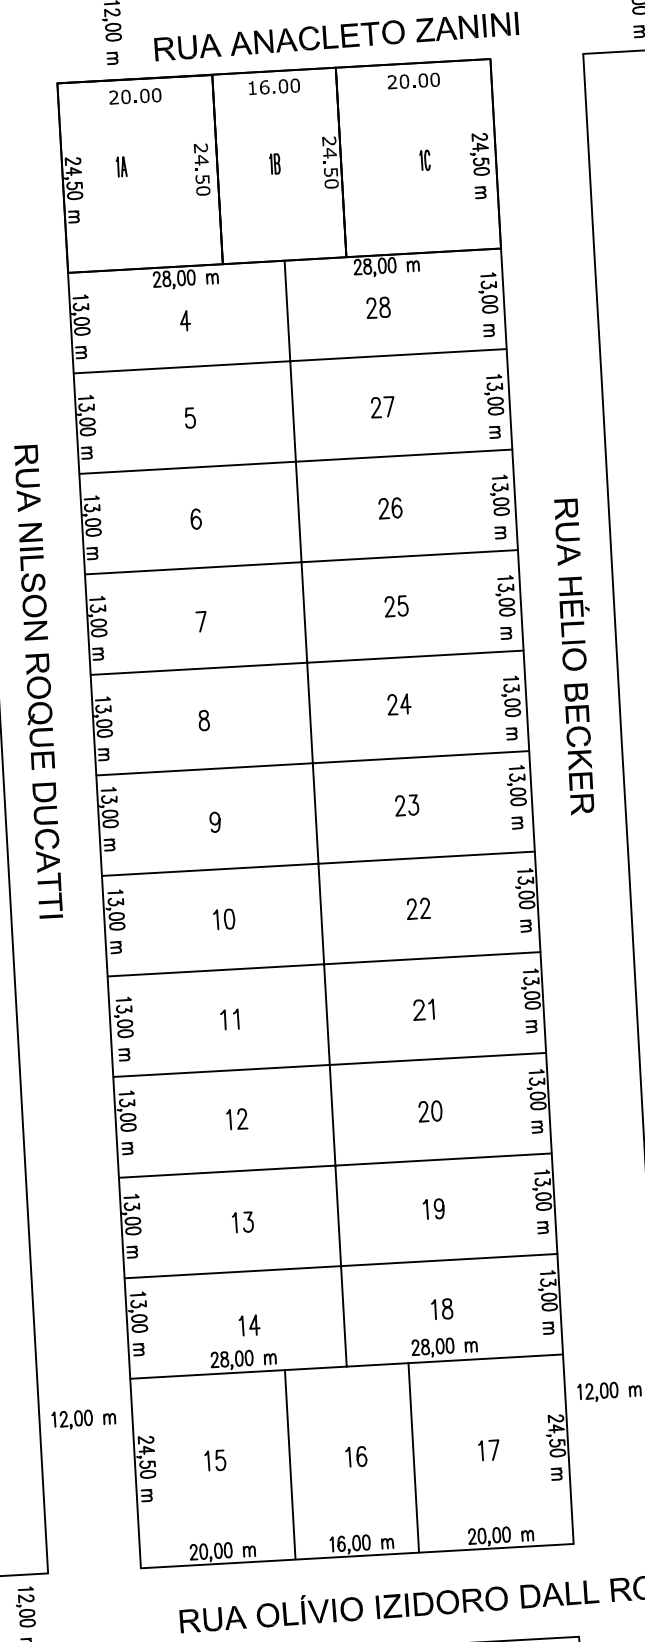 12,00 m
00 m
RUA ANACLETO ZANINI
20.00
16.00
20.00
24,50 m
1A
24.50
1B
24.50
1C
24,50 m
28,00 m
28,00 m
13,00 m
4
28
13,00 m
13,00 m
5
27
13,00 m
13,00 m
6
26
13,00 m
13,00 m
7
25
13,00 m
13,00 m
8
24
13,00 m
13,00 m
9
23
13,00 m
13,00 m
10
22
13,00 m
13,00 m
11
21
13,00 m
13,00 m
12
20
13,00 m
13,00 m
13
19
13,00 m
13,00 m
14
18
13,00 m
28,00 m
28,00 m
RUA NILSON ROQUE DUCATTI
RUA HÉLIO BECKER
12,00 m
12,00 m
24,50 m
15
16
17
24,50 m
20,00 m
16,00 m
20,00 m
12,00 m
RUA OLÍVIO IZIDORO DALL RO